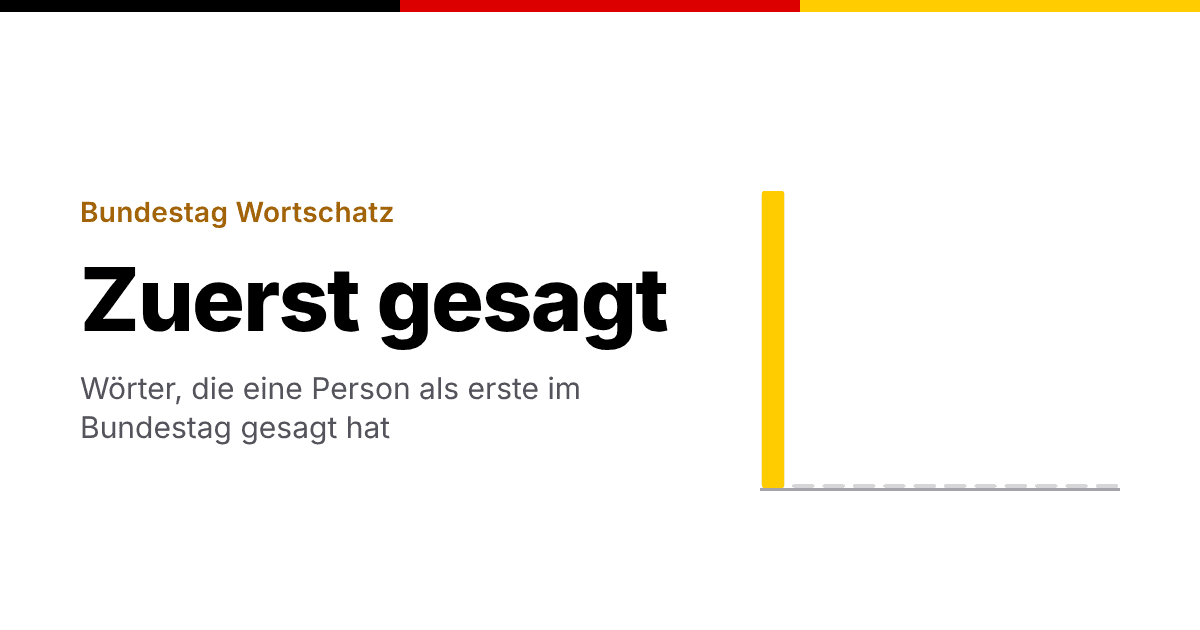 Bundestag Wortschatz
Zuerst gesagt
Wörter, die eine Person als erste im
Bundestag gesagt hat